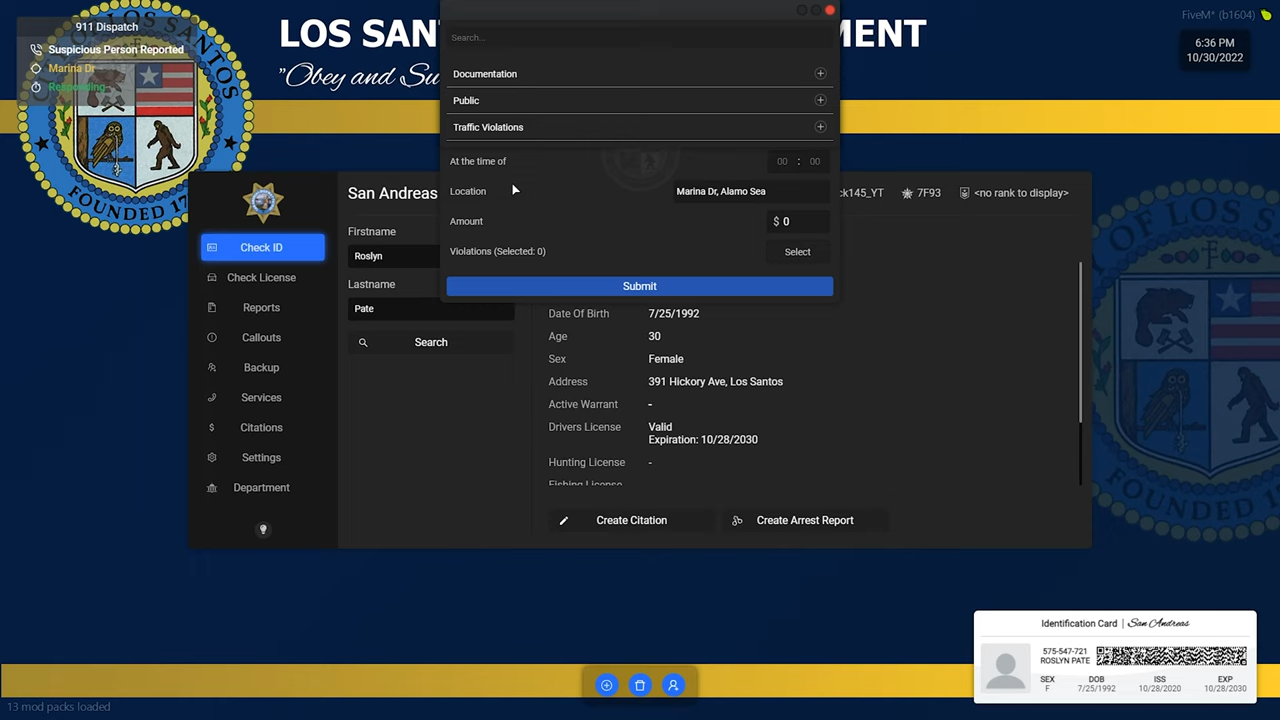 911 Dispatch
Suspicious Person Reported
Marina Dr
Responding
LOS SAN
MENT
"Obey and Su
FOUNDED 17
FiveM* (b1604)
6:36 PM
10/30/2022
Search...
Documentation
Public
Traffic Violations
At the time of
00 : 00
Location
Marina Dr, Alamo Sea
Amount
$ 0
Violations (Selected: 0)
Select
Submit
San Andreas
ck145_YT
7F93
<no rank to display>
Check ID
Check License
Reports
Callouts
Backup
Services
Citations
Settings
Department
Firstname
Roslyn
Lastname
Pate
Search
Date Of Birth
7/25/1992
Age
30
Sex
Female
Address
391 Hickory Ave, Los Santos
Active Warrant
-
Drivers License
Valid
Expiration: 10/28/2030
Hunting License
-
Fishing License
Create Citation
Create Arrest Report
Identification Card | San Andreas
575-547-721
ROSLYN PATE
SEX DOB ISS EXP
F 7/25/1992 10/28/2020 10/28/2030
13 mod packs loaded